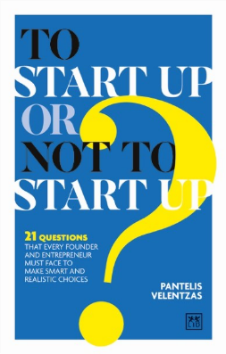 TO
START UP
OR
NOT TO
START UP
?
21 QUESTIONS
THAT EVERY FOUNDER
AND ENTREPRENEUR
MUST FACE TO
MAKE SMART AND
REALISTIC CHOICES
PANTELIS
VELENTZAS
LID